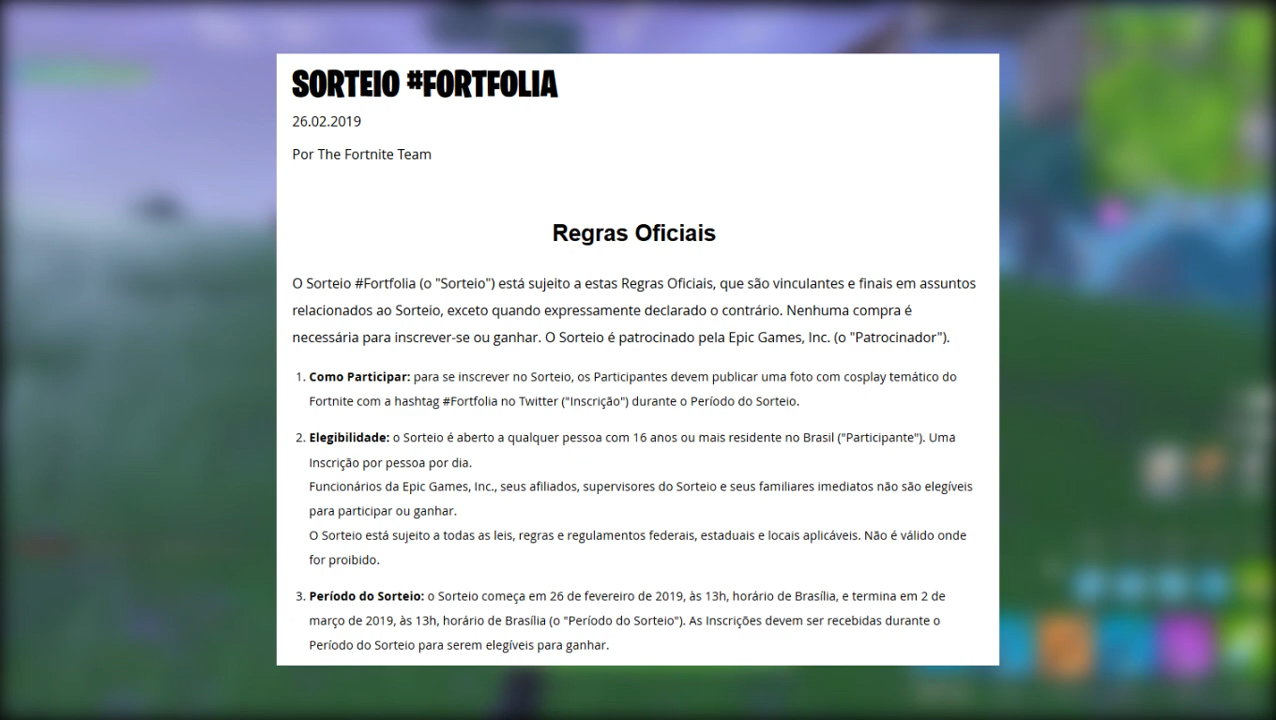 SORTEIO #FORTFOLIA
26.02.2019
Por The Fortnite Team
Regras Oficiais
O Sorteio #Fortfolia (o "Sorteio") está sujeito a estas Regras Oficiais, que são vinculantes e finais em assuntos
relacionados ao Sorteio, exceto quando expressamente declarado o contrário. Nenhuma compra é
necessária para inscrever-se ou ganhar. O Sorteio é patrocinado pela Epic Games, Inc. (o "Patrocinador").
1. Como Participar: para se inscrever no Sorteio, os Participantes devem publicar uma foto com cosplay temático do
Fortnite com a hashtag #Fortfolia no Twitter ("Inscrição") durante o Período do Sorteio.
2. Elegibilidade: o Sorteio é aberto a qualquer pessoa com 16 anos ou mais residente no Brasil ("Participante"). Uma
Inscrição por pessoa por dia.
Funcionários da Epic Games, Inc., seus afiliados, supervisores do Sorteio e seus familiares imediatos não são elegíveis
para participar ou ganhar.
O Sorteio está sujeito a todas as leis, regras e regulamentos federais, estaduais e locais aplicáveis. Não é válido onde
for proibido.
3. Período do Sorteio: o Sorteio começa em 26 de fevereiro de 2019, às 13h, horário de Brasília, e termina em 2 de
março de 2019, às 13h, horário de Brasília (o "Período do Sorteio"). As Inscrições devem ser recebidas durante o
Período do Sorteio para serem elegíveis para ganhar.